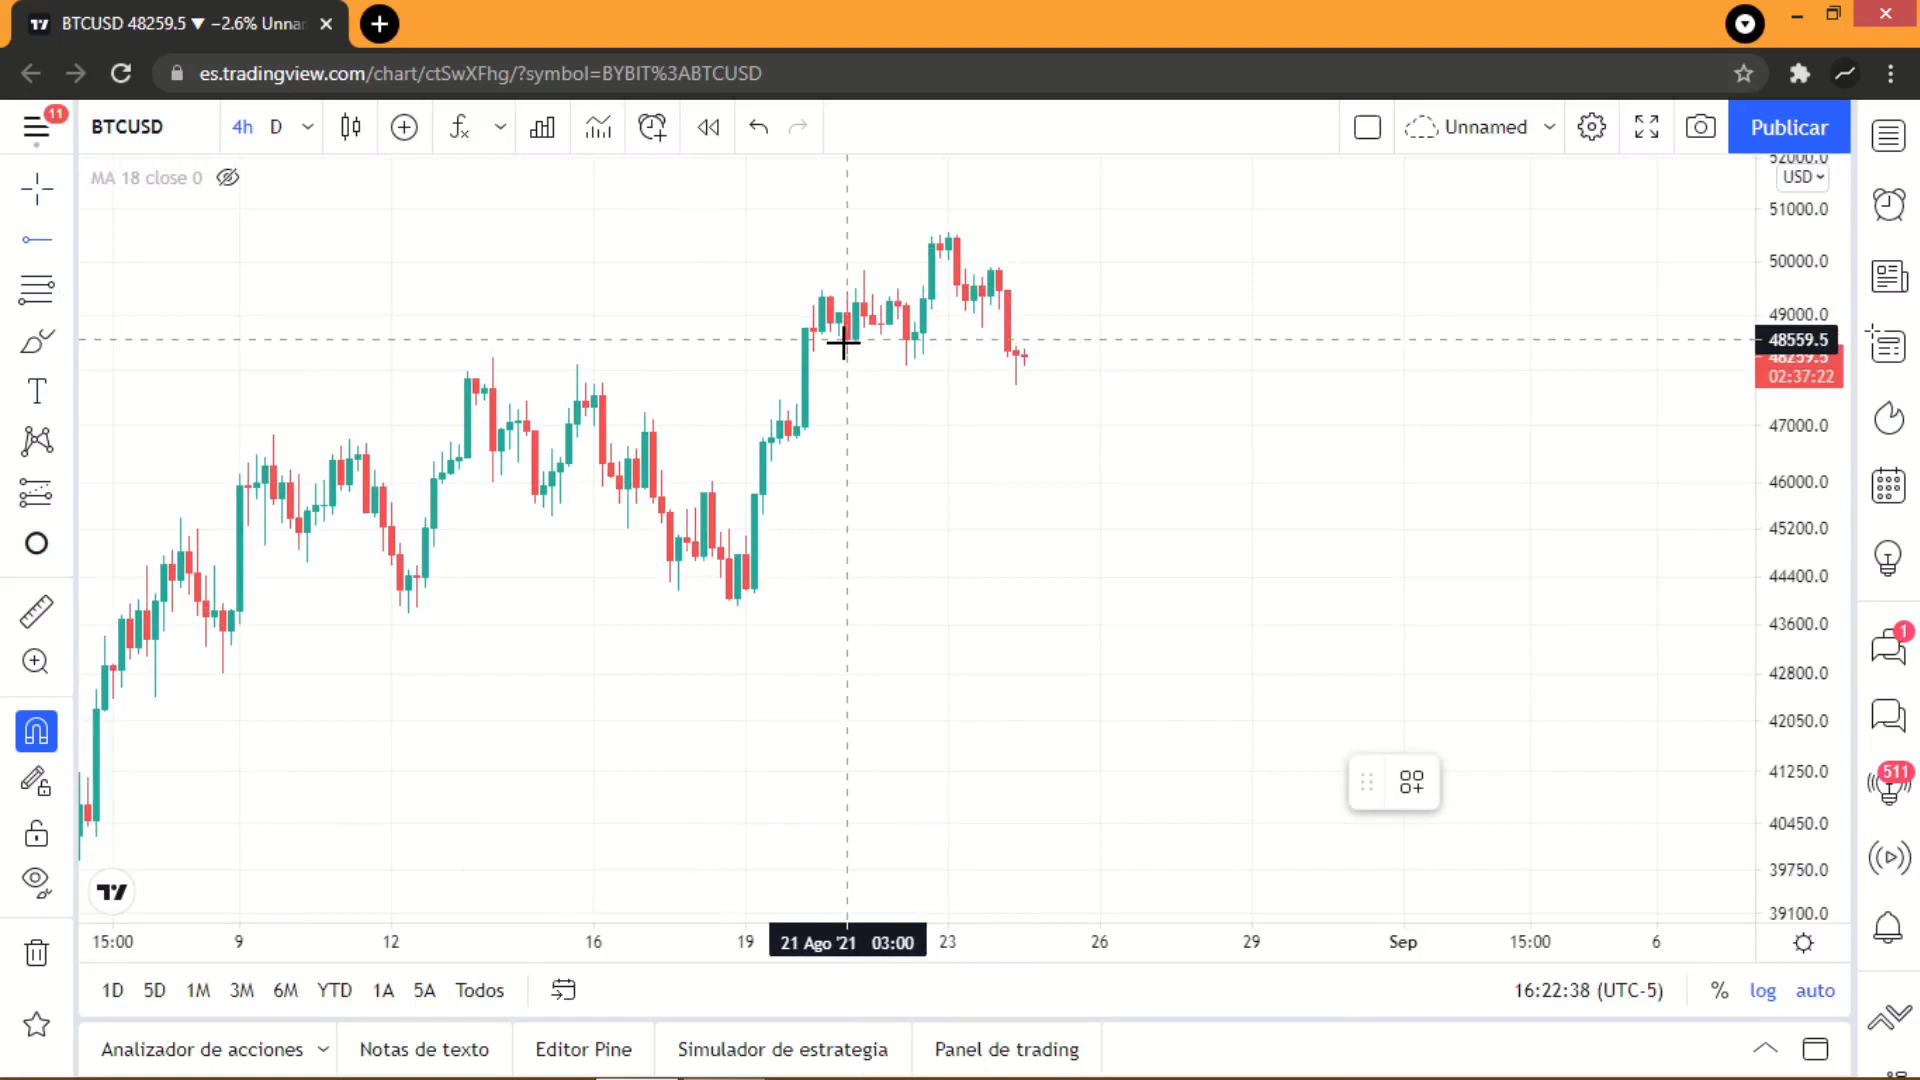 BTCUSD 48259.5 ▼ −2.6% Unna
es.tradingview.com/chart/ctSwXFhg/?symbol=BYBIT%3ABTCUSD
11
BTCUSD 4h D Unnamed Publicar
MA 18 close 0
52000.0
USD
51000.0
50000.0
49000.0
48559.5
48259.5
02:37:22
47000.0
46000.0
45200.0
44400.0
43600.0
42800.0
42050.0
41250.0
40450.0
39750.0
39100.0
1
511
15:00 9 12 16 19 21 Ago '21 03:00 23 26 29 Sep 15:00 6
1D 5D 1M 3M 6M YTD 1A 5A Todos 16:22:38 (UTC-5) % log auto
Analizador de acciones Notas de texto Editor Pine Simulador de estrategia Panel de trading